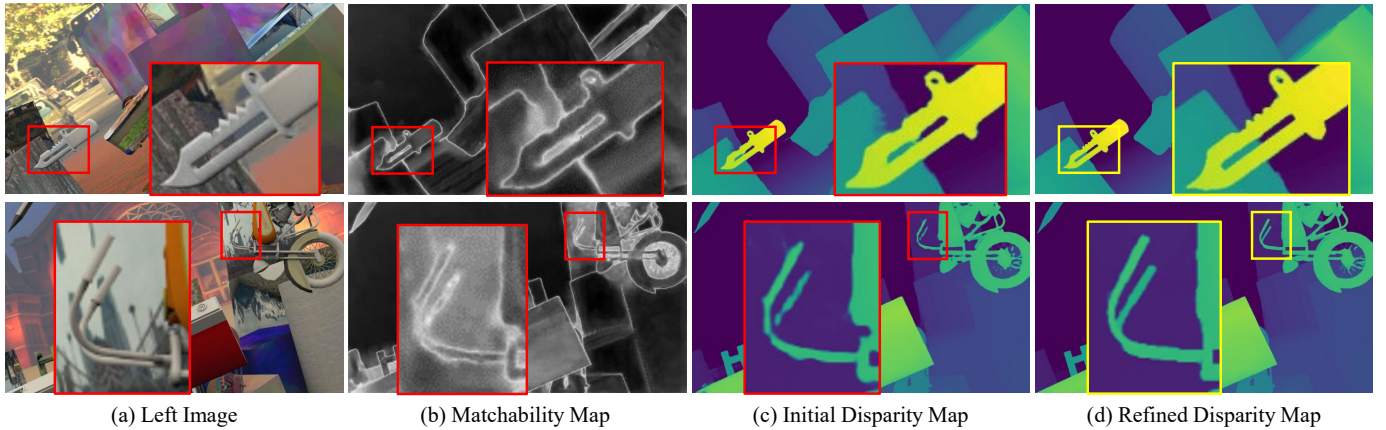 (a) Left Image
(b) Matchability Map
(c) Initial Disparity Map
(d) Refined Disparity Map